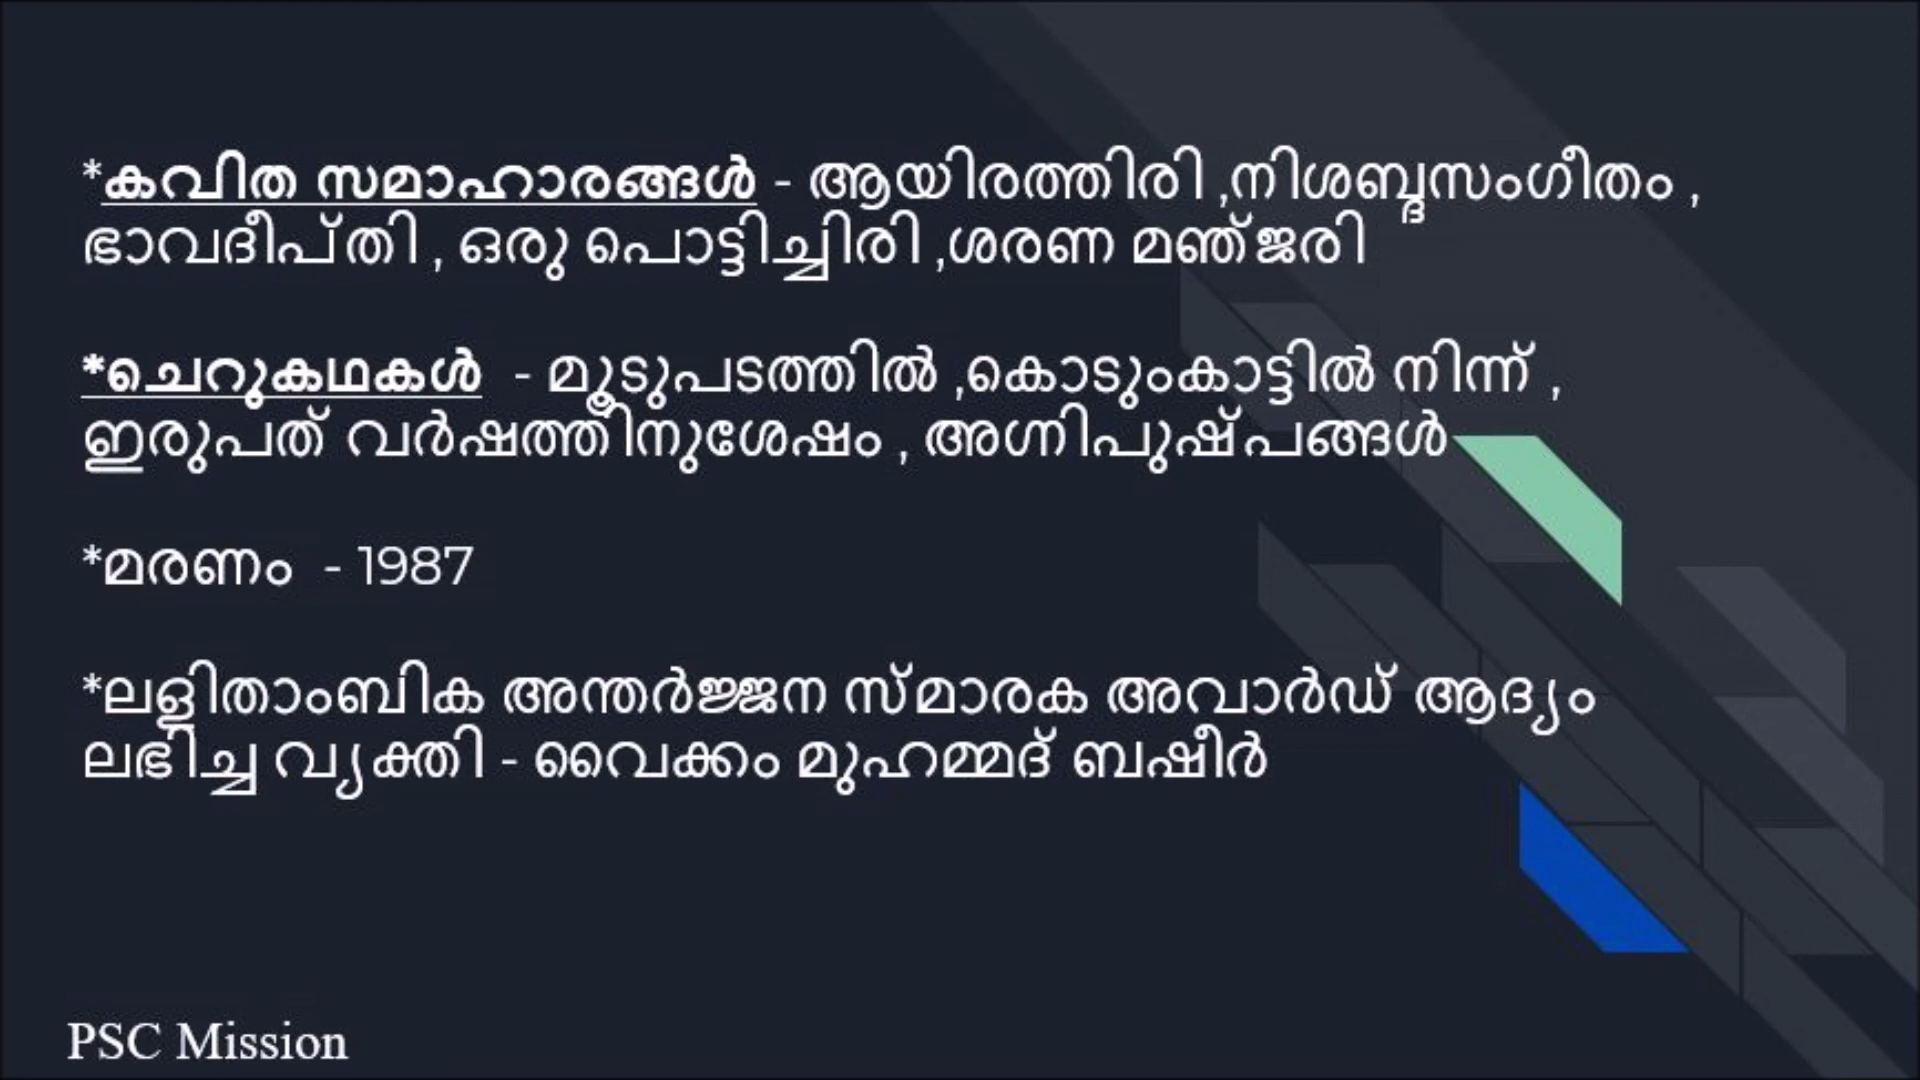 *കവിത സമാഹാരങ്ങൾ - ആയിരത്തിരി ,നിശബ്ദസംഗീതം ,
ഭാവദീപ്തി , ഒരു പൊട്ടിച്ചിരി ,ശരണ മഞ്ജരി
*ചെറുകഥകൾ - മൂടുപടത്തിൽ ,കൊടുംകാട്ടിൽ നിന്ന് ,
ഇരുപത് വർഷത്തിനുശേഷം , അഗ്നിപുഷ്പങ്ങൾ
*മരണം - 1987
*ലളിതാംബിക അന്തർജ്ജന സ്മാരക അവാർഡ് ആദ്യം
ലഭിച്ച വ്യക്തി - വൈക്കം മുഹമ്മദ് ബഷീർ
PSC Mission